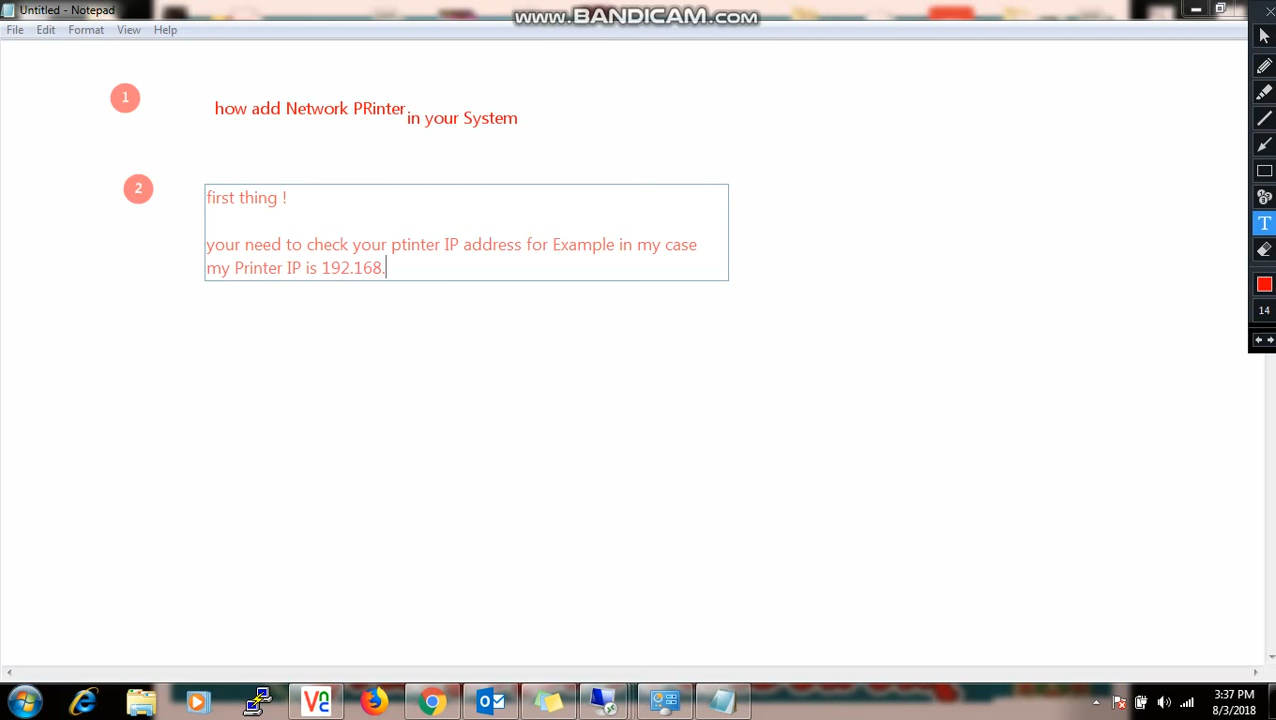 Untitled - Notepad
www.BANDICAM.com
File Edit Format View Help
1
how add Network PRinter in your System
2
first thing !
your need to check your ptinter IP address for Example in my case
my Printer IP is 192.168.
T
14
3:37 PM
8/3/2018